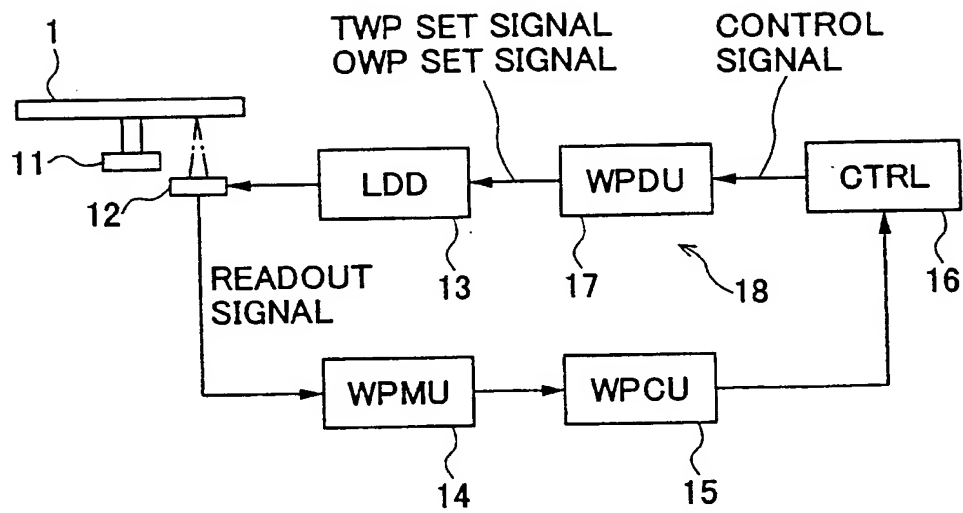 1
TWP SET SIGNAL
OWP SET SIGNAL
CONTROL
SIGNAL
11
12
LDD
WPDU
CTRL
13
17
18
16
READOUT
SIGNAL
WPMU
WPCU
14
15